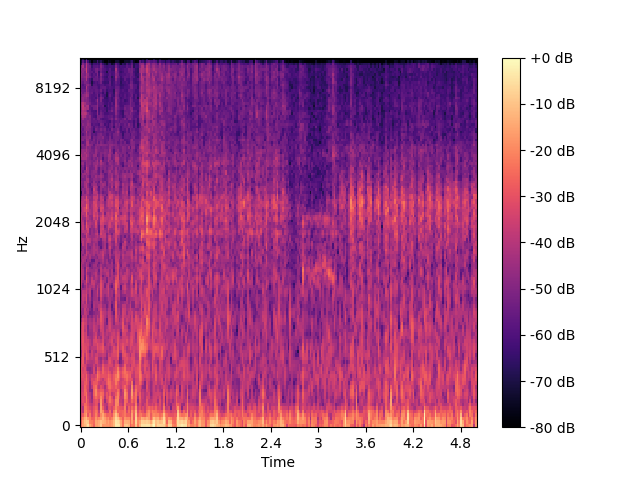 8192
4096
2048
1024
512
0
Hz
0 0.6 1.2 1.8 2.4 3 3.6 4.2 4.8
Time
+0 dB
-10 dB
-20 dB
-30 dB
-40 dB
-50 dB
-60 dB
-70 dB
-80 dB